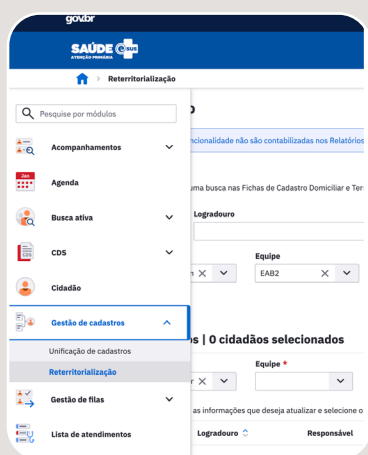 gov.br
SAÚDE
ATENÇÃO PRIMÁRIA
e sus
Reterritorialização
Pesquise por módulos
Acompanhamentos
ncionalidade não são contabilizadas nos Relatórios
Jan
Agenda
uma busca nas Fichas de Cadastro Domiciliar e Ter
Busca ativa
Logradouro
CDS
CDS
Equipe
EAB2
Cidadão
Gestão de cadastros
os | 0 cidadãos selecionados
Unificação de cadastros
Equipe *
Reterritorialização
Gestão de filas
as informações que deseja atualizar e selecione o
Lista de atendimentos
Logradouro
Responsável